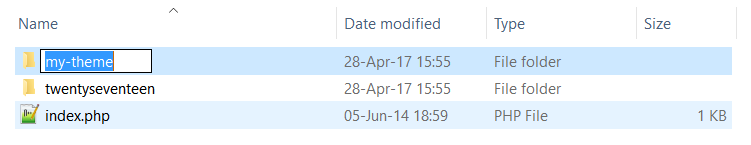 Name Date modified Type Size
my-theme 28-Apr-17 15:55 File folder
twentyseventeen 28-Apr-17 15:55 File folder
index.php 05-Jun-14 18:59 PHP File 1 KB